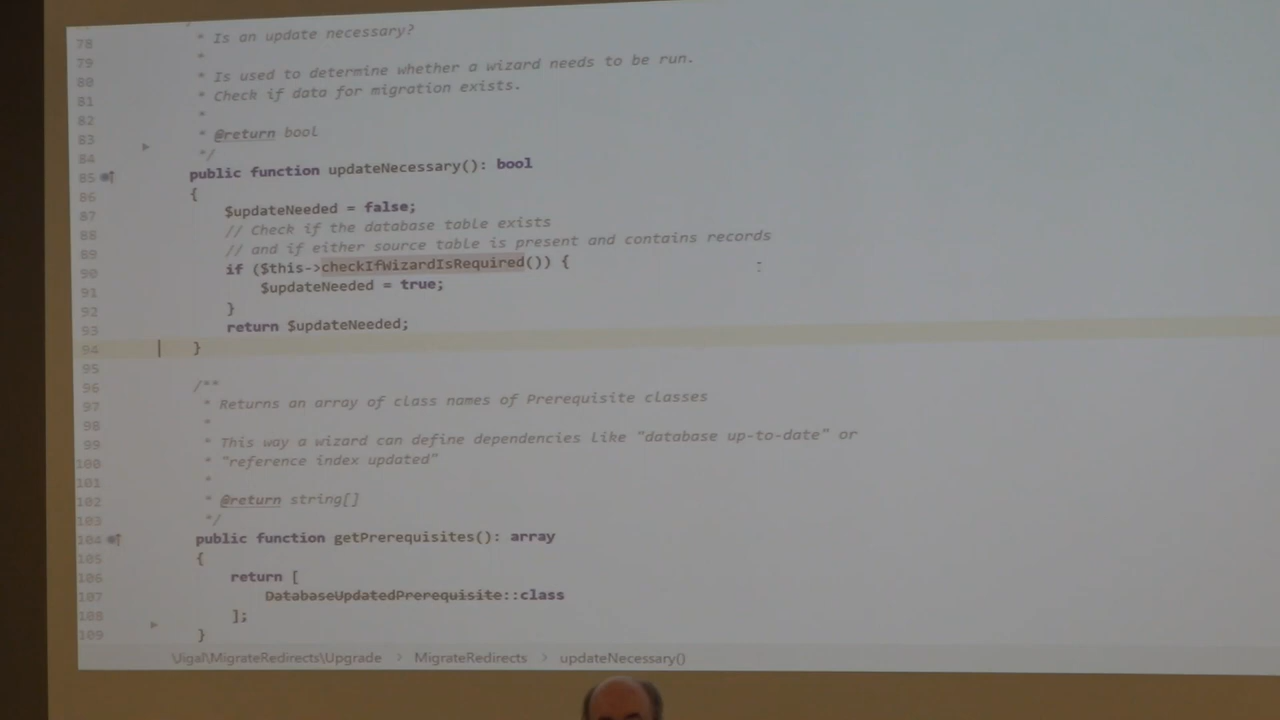 78 * Is an update necessary?
79 *
80 * Is used to determine whether a wizard needs to be run.
81 * Check if data for migration exists.
82 *
83 * @return bool
84 */
85 public function updateNecessary(): bool
86 {
87 $updateNeeded = false;
88 // Check if the database table exists
89 // and if either source table is present and contains records
90 if ($this->checkIfWizardIsRequired()) {
91 $updateNeeded = true;
92 }
93 return $updateNeeded;
94 }
95
96 /**
97 * Returns an array of class names of Prerequisite classes
98 *
99 * This way a wizard can define dependencies like "database up-to-date" or
100 * "reference index updated"
101 *
102 * @return string[]
103 */
104 public function getPrerequisites(): array
105 {
106 return [
107 DatabaseUpdatedPrerequisite::class
108 ];
109 }
\Jigal\MigrateRedirects\Upgrade > MigrateRedirects > updateNecessary()